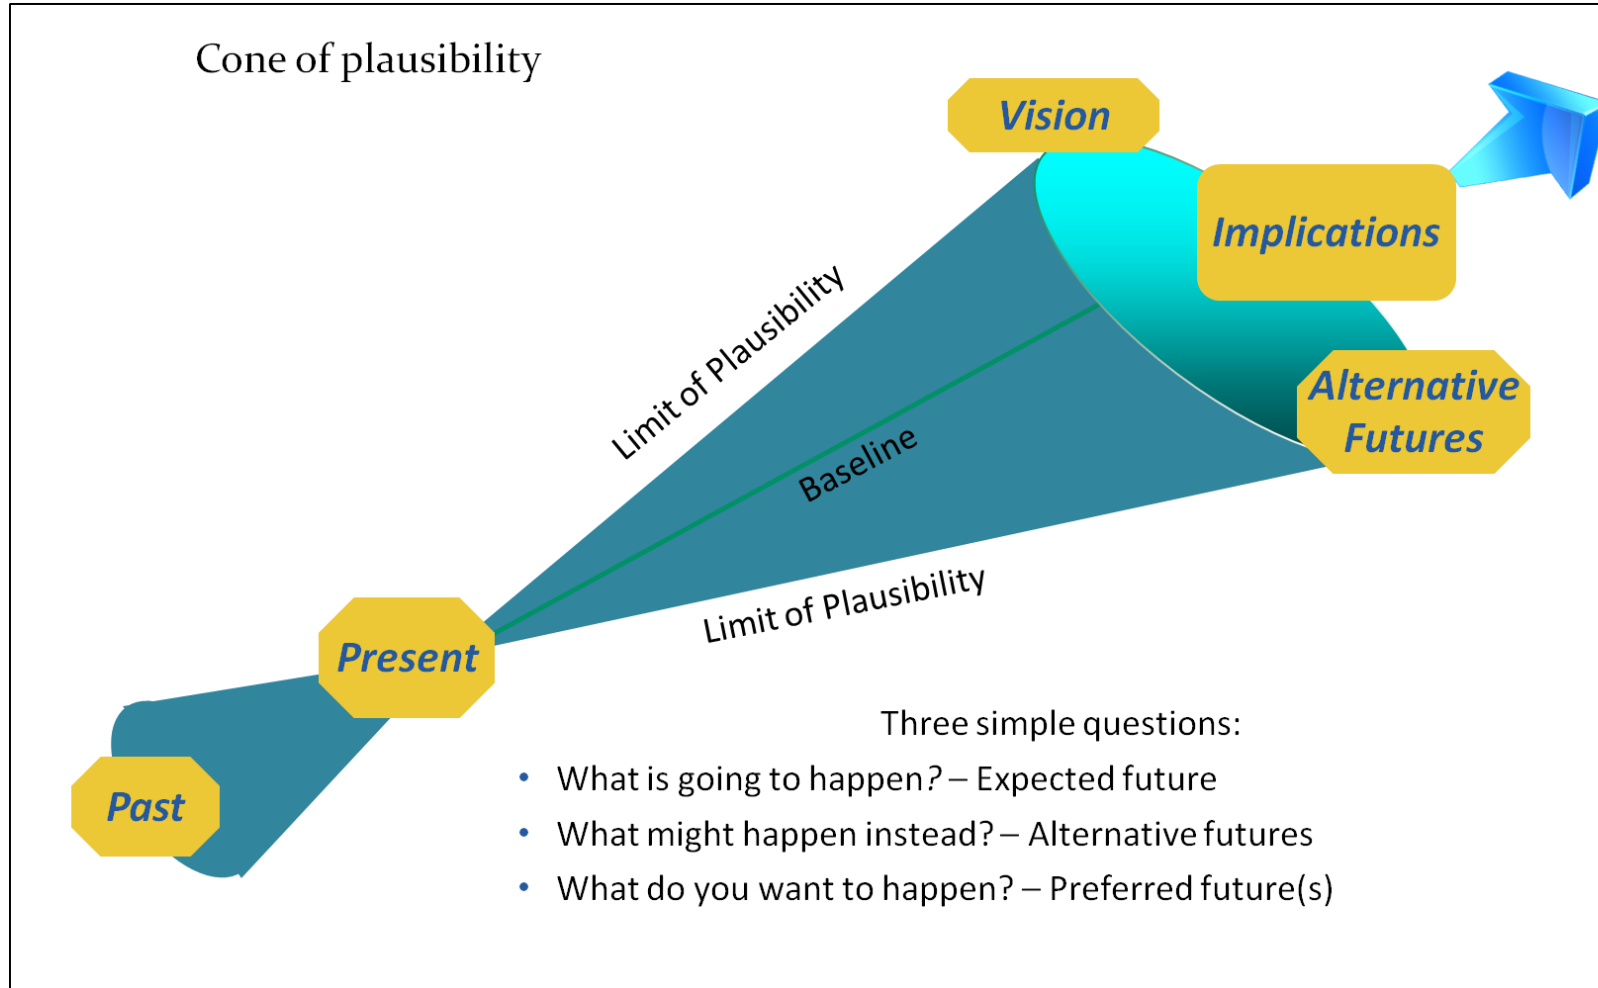 Cone of plausibility
Vision
Implications
Alternative
Futures
Limit of Plausibility
Baseline
Limit of Plausibility
Present
Past
Three simple questions:
• What is going to happen? – Expected future
• What might happen instead? – Alternative futures
• What do you want to happen? – Preferred future(s)